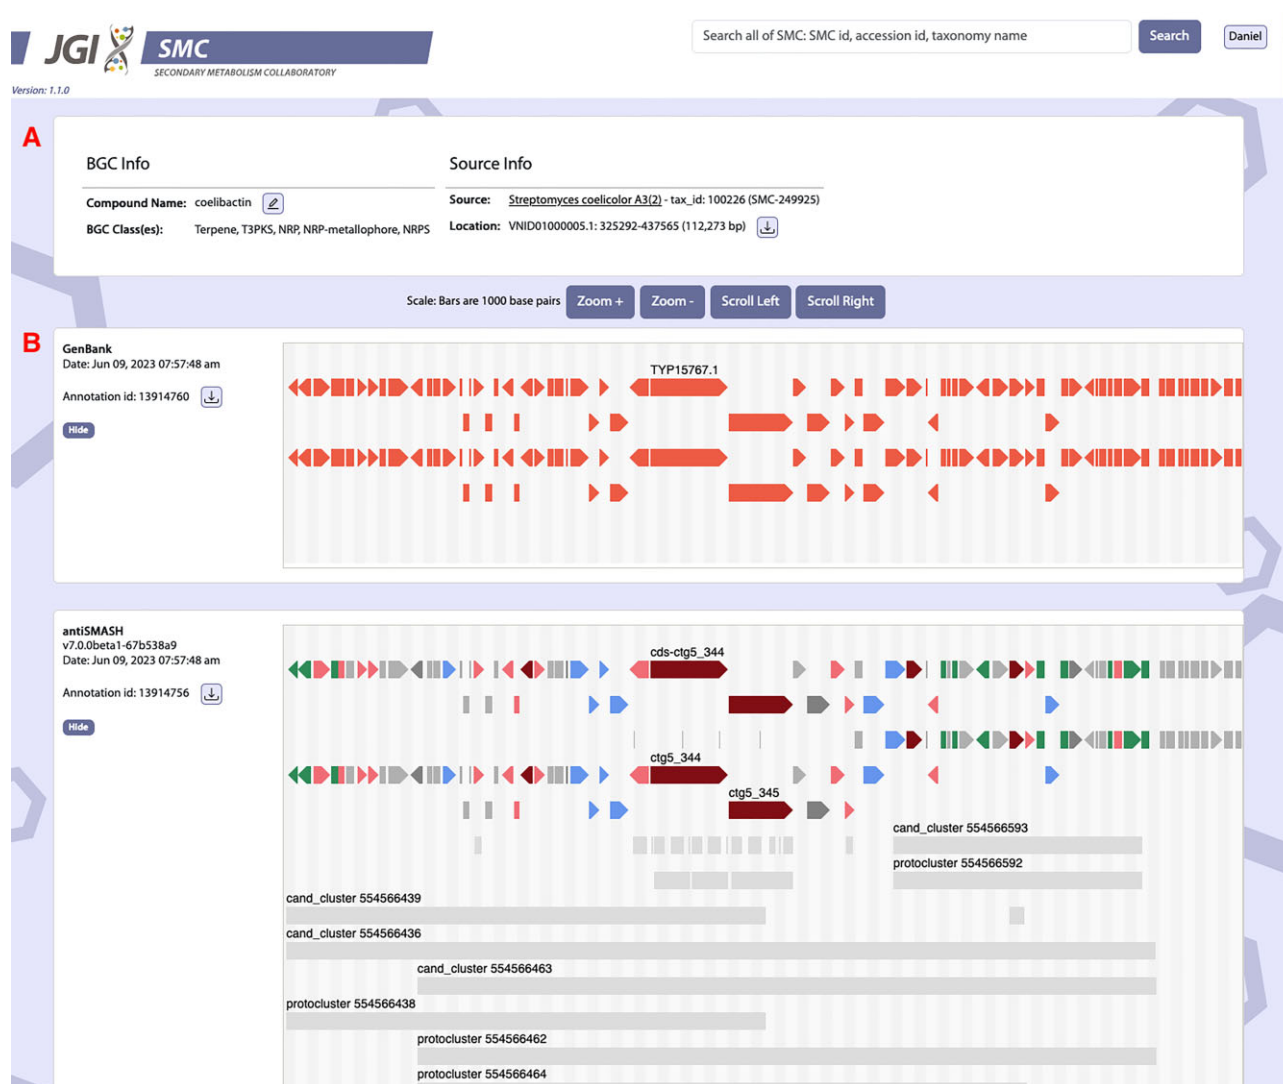 JGI SMC
SECONDARY METABOLISM COLLABORATORY
Version: 1.1.0
Search all of SMC: SMC id, accession id, taxonomy name
Search
Daniel
A
BGC Info
Compound Name: coelibactin
BGC Class(es): Terpene, T3PKS, NRP, NRP-metallophore, NRPS
Source Info
Source: Streptomyces coelicolor A3(2) - tax_id: 100226 (SMC-249925)
Location: VNID01000005.1: 325292-437565 (112,273 bp)
Scale: Bars are 1000 base pairs
Zoom +
Zoom -
Scroll Left
Scroll Right
B
GenBank
Date: Jun 09, 2023 07:57:48 am
Annotation id: 13914760
Hide
TYP15767.1
antiSMASH
v7.0.0beta1-67b538a9
Date: Jun 09, 2023 07:57:48 am
Annotation id: 13914756
Hide
cds-ctg5_344
ctg5_344
ctg5_345
cand_cluster 554566593
protocluster 554566592
cand_cluster 554566439
cand_cluster 554566436
cand_cluster 554566463
protocluster 554566438
protocluster 554566462
protocluster 554566464